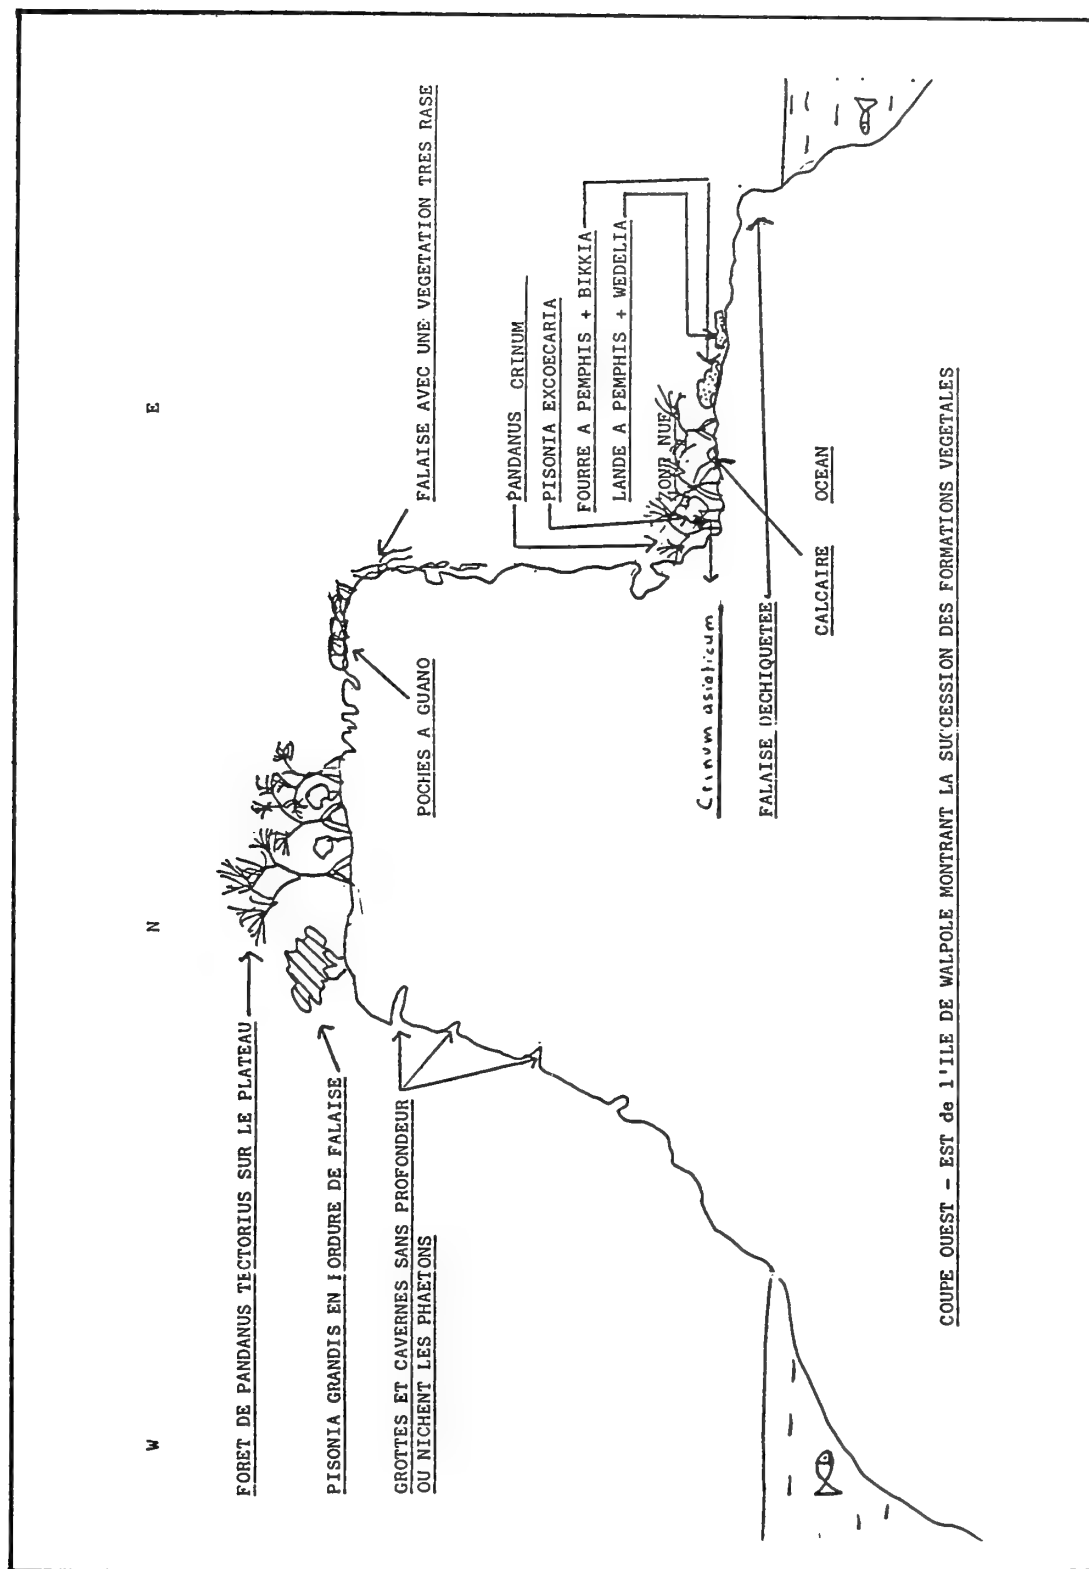 W
N
E
FORET DE PANDANUS TECTORIUS SUR LE PLATEAU
PISONIA GRANDIS EN ORDURE DE FALAISE
GROTTES ET CAVERNES SANS PROFONDEUR
OU NICHENT LES PHAETONS
POCHES A GUANO
FALAISE AVEC UNE VEGETATION TRES RASE
PANDANUS CRINUM
PISONIA EXCOECARIA
FOURRE A PEMPHIS + BIKKIA
LANDE A PEMPHIS + WEDELIA
NUE
Crinum asiaticum
FALAISE DECHIQUETEE
CALCAIRE
OCEAN
COUPE OUEST - EST de l'ILE DE WALPOLE MONTRANT LA SUCCESSION DES FORMATIONS VEGETALES